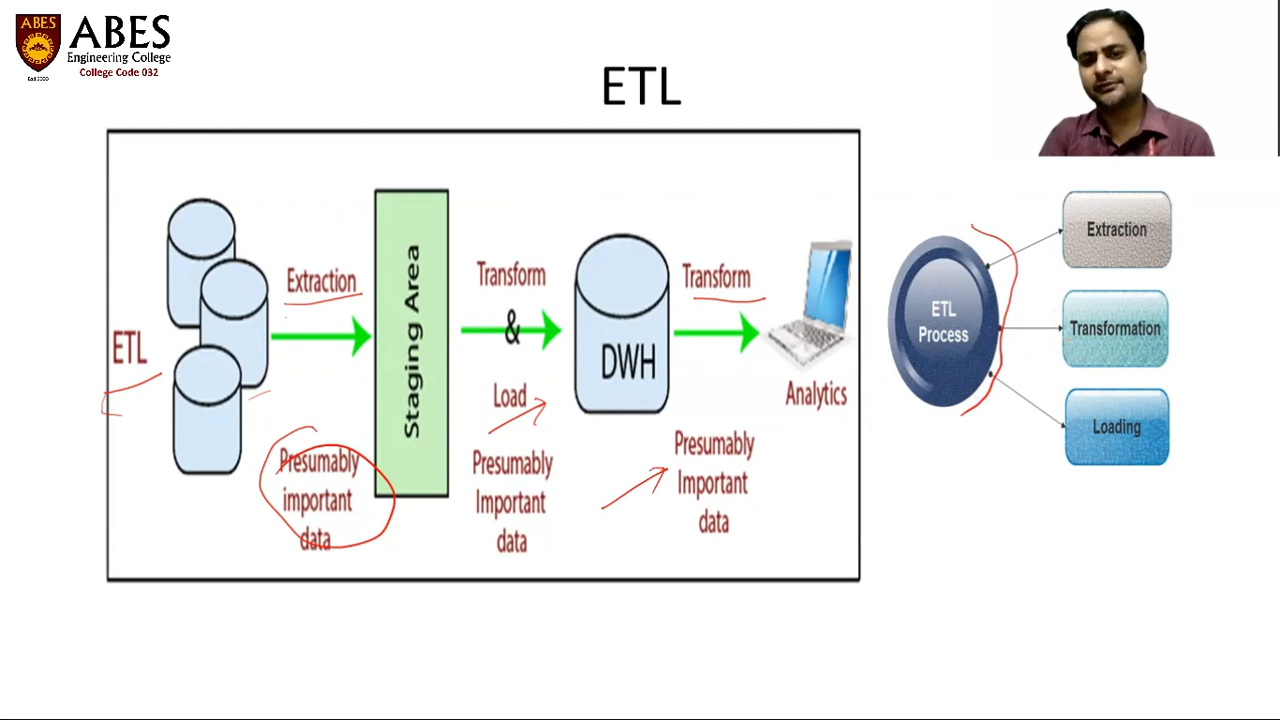 ABES
ABES
Engineering College
College Code 032
ETL
ETL
Extraction
Presumably
important
data
Staging Area
Transform
&
Load
Presumably
Important
data
DWH
Transform
Presumably
Important
data
Analytics
ETL
Process
Extraction
Transformation
Loading